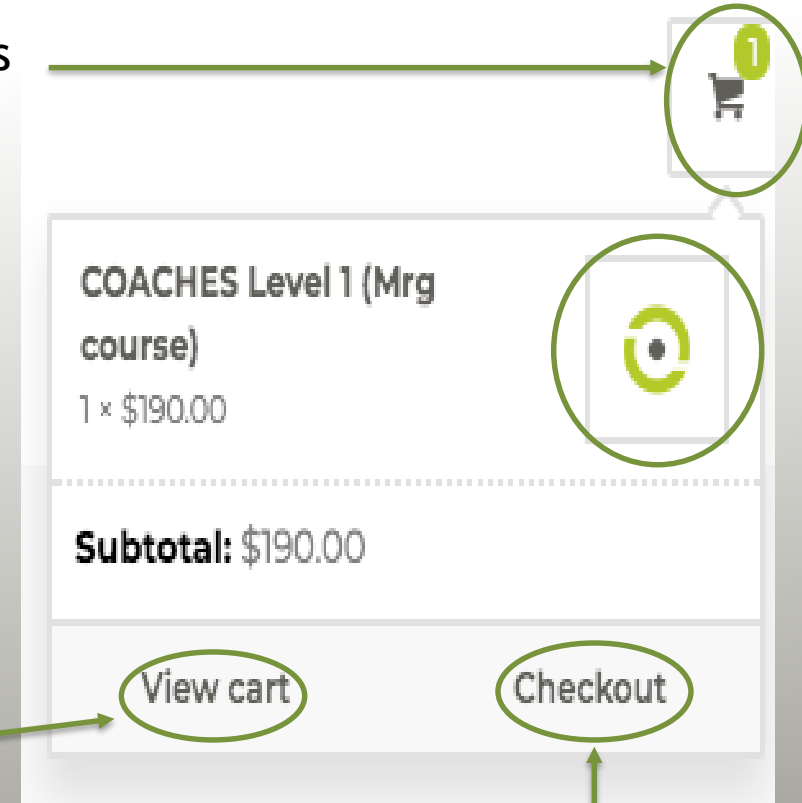 s
1
COACHES Level 1 (Mrg
course)
1 × $190.00
Subtotal: $190.00
View cart
Checkout